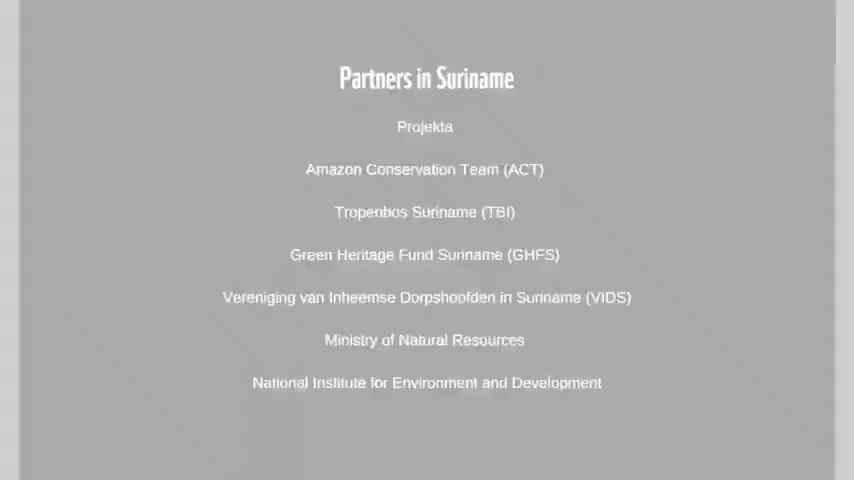 Partners in Suriname
Projekta
Amazon Conservation Team (ACT)
Tropenbos Suriname (TBI)
Green Heritage Fund Suriname (GHFS)
Vereniging van Inheemse Dorpshoofden in Suriname (VIDS)
Ministry of Natural Resources
National Institute for Environment and Development